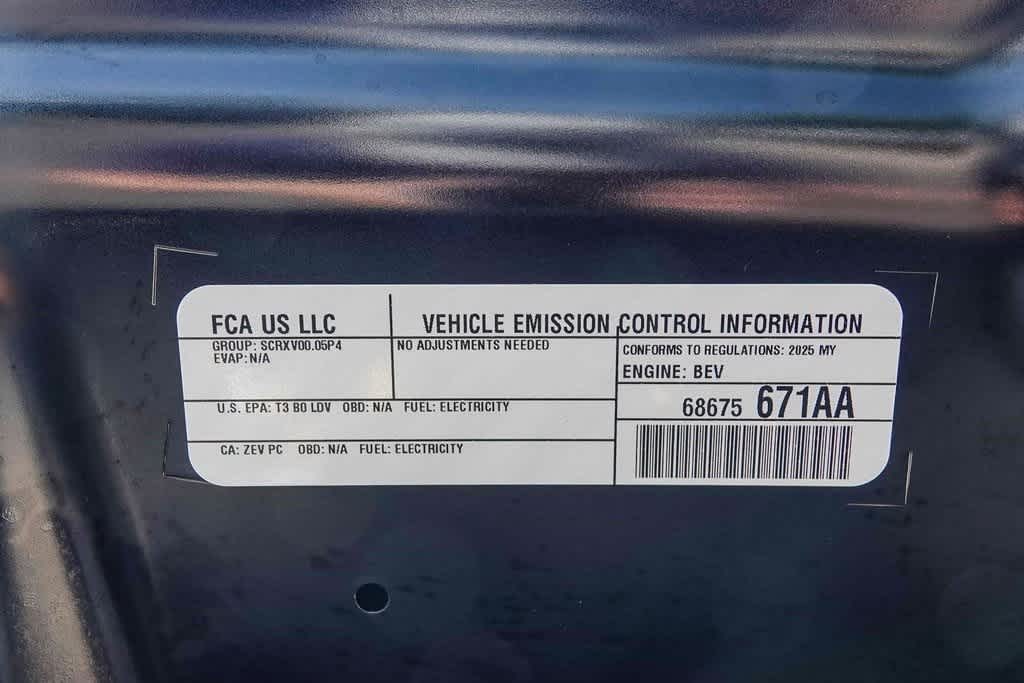 FCA US LLC
VEHICLE EMISSION CONTROL INFORMATION
GROUP: SCRXV00.05P4
EVAP: N/A
NO ADJUSTMENTS NEEDED
CONFORMS TO REGULATIONS: 2025 MY
ENGINE: BEV
U.S. EPA: T3 B0 LDV OBD: N/A FUEL: ELECTRICITY
68675 671AA
CA: ZEV PC OBD: N/A FUEL: ELECTRICITY